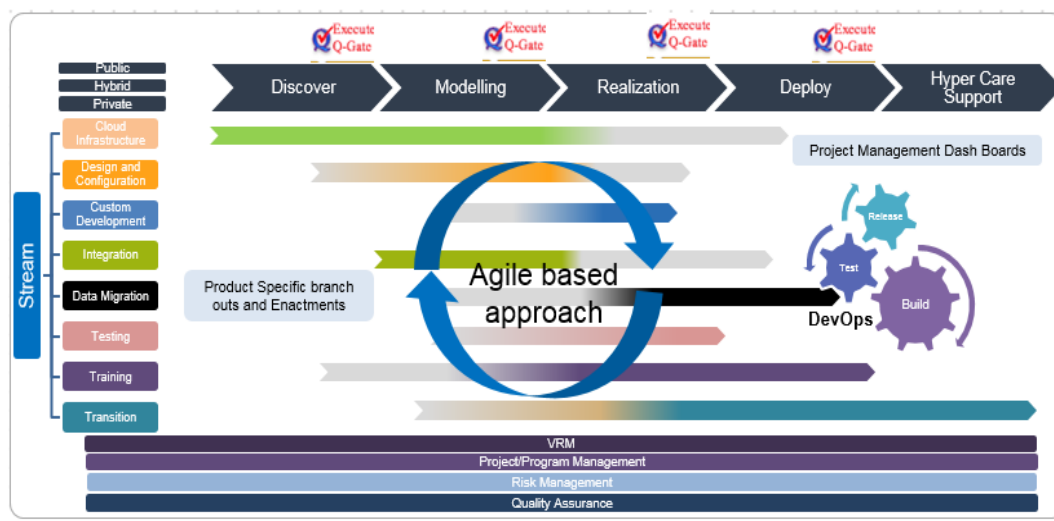 Execute
Q-Gate
Execute
Q-Gate
Execute
Q-Gate
Execute
Q-Gate
Public
Hybrid
Private
Discover
Modelling
Realization
Deploy
Hyper Care
Support
Stream
Cloud
Infrastructure
Design and
Configuration
Custom
Development
Integration
Data Migration
Testing
Training
Transition
Project Management Dash Boards
Product Specific branch
outs and Enactments
Agile based
approach
Release
Test
Build
DevOps
VRM
Project/Program Management
Risk Management
Quality Assurance